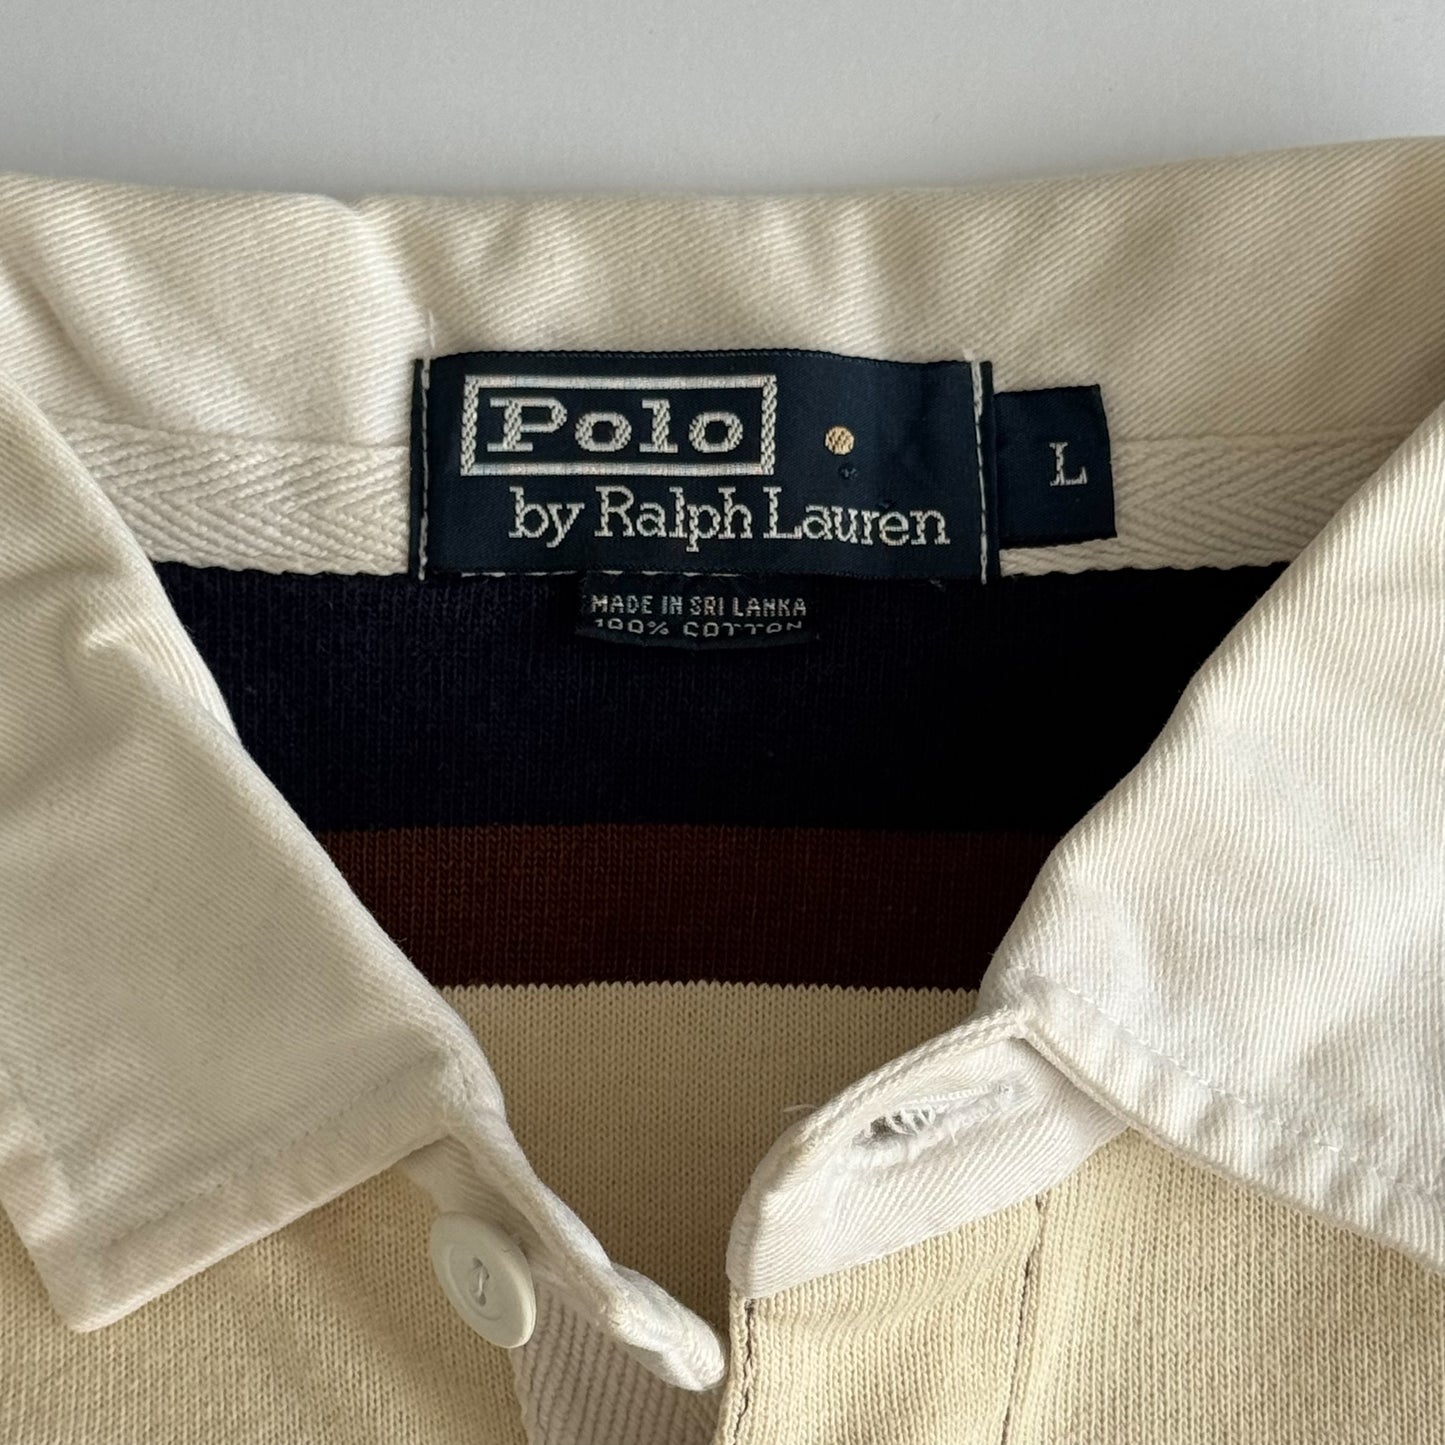 Polo
by Ralph Lauren
L
MADE IN SRI LANKA
100% COTTON